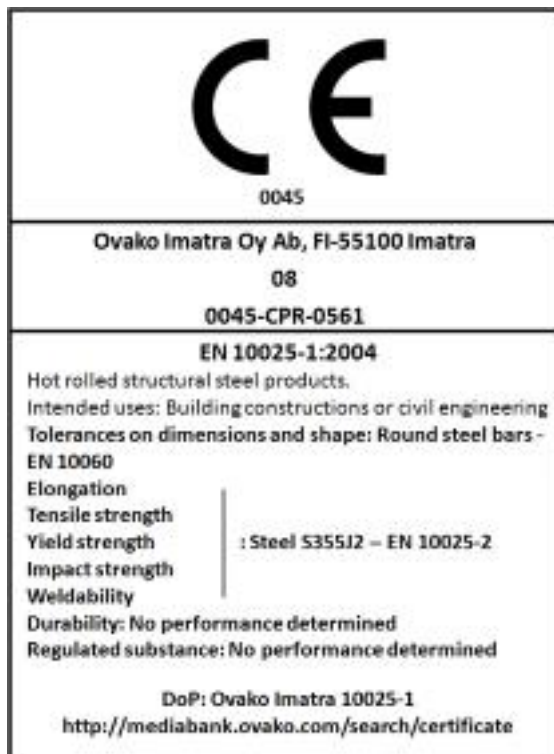 CE
0045
Ovako Imatra Oy Ab, FI-55100 Imatra
08
0045-CPR-0561
EN 10025-1:2004
Hot rolled structural steel products.
Intended uses: Building constructions or civil engineering
Tolerances on dimensions and shape: Round steel bars -
EN 10060
Elongation
Tensile strength
Yield strength : Steel S355J2 – EN 10025-2
Impact strength
Weldability
Durability: No performance determined
Regulated substance: No performance determined
DoP: Ovako Imatra 10025-1
http://mediabank.ovako.com/search/certificate